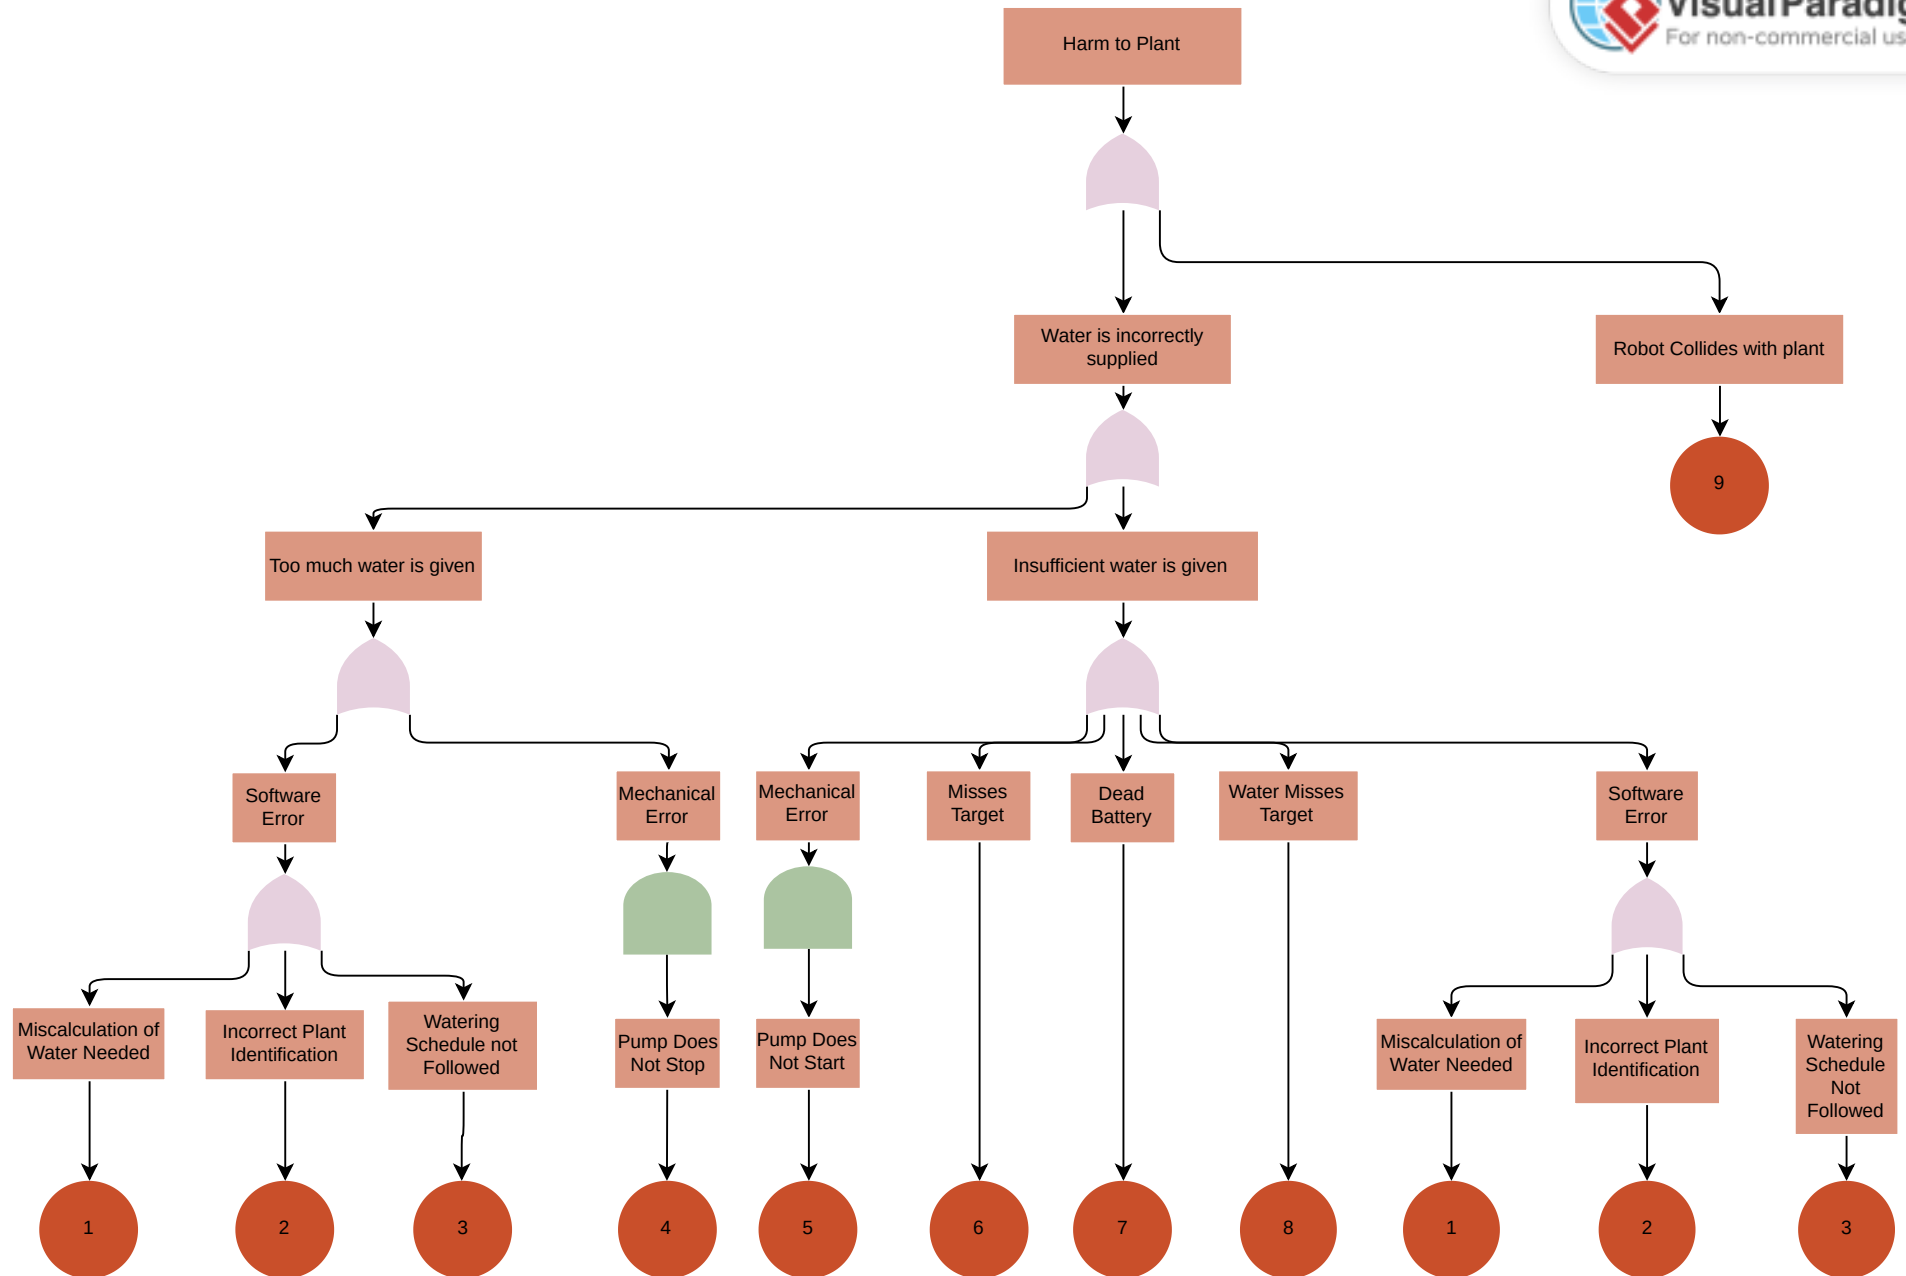 Harm to Plant
For non-commercial us
Water is incorrectly
supplied
Robot Collides with plant
9
Too much water is given
Insufficient water is given
Software
Error
Mechanical
Error
Mechanical
Error
Misses
Target
Dead
Battery
Water Misses
Target
Software
Error
Miscalculation of
Water Needed
Incorrect Plant
Identification
Watering
Schedule not
Followed
Pump Does
Not Stop
Pump Does
Not Start
Miscalculation of
Water Needed
Incorrect Plant
Identification
Watering
Schedule
Not
Followed
1
2
3
4
5
6
7
8
1
2
3